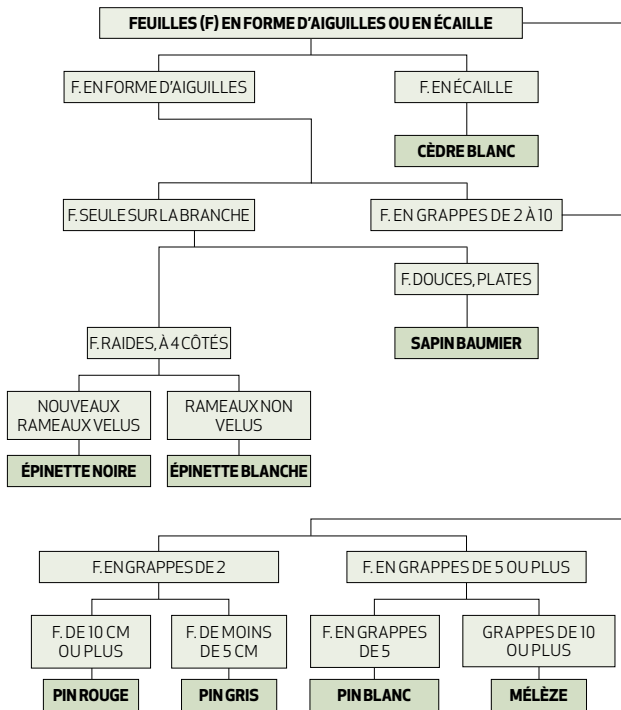 FEUILLES (F) EN FORME D'AIGUILLES OU EN ÉCAILLE
F. EN FORME D'AIGUILLES
F. EN ÉCAILLE
CÈDRE BLANC
F. SEULE SUR LA BRANCHE
F. EN GRAPPES DE 2 À 10
F. DOUCES, PLATES
SAPIN BAUMIER
F. RAIDES, À 4 CÔTÉS
NOUVEAUX
RAMEAUX VELUS
RAMEAUX NON
VELUS
ÉPINETTE NOIRE
ÉPINETTE BLANCHE
F. EN GRAPPES DE 2
F. EN GRAPPES DE 5 OU PLUS
F. DE 10 CM
OU PLUS
F. DE MOINS
DE 5 CM
F. EN GRAPPES
DE 5
GRAPPES DE 10
OU PLUS
PIN ROUGE
PIN GRIS
PIN BLANC
MÉLÈZE